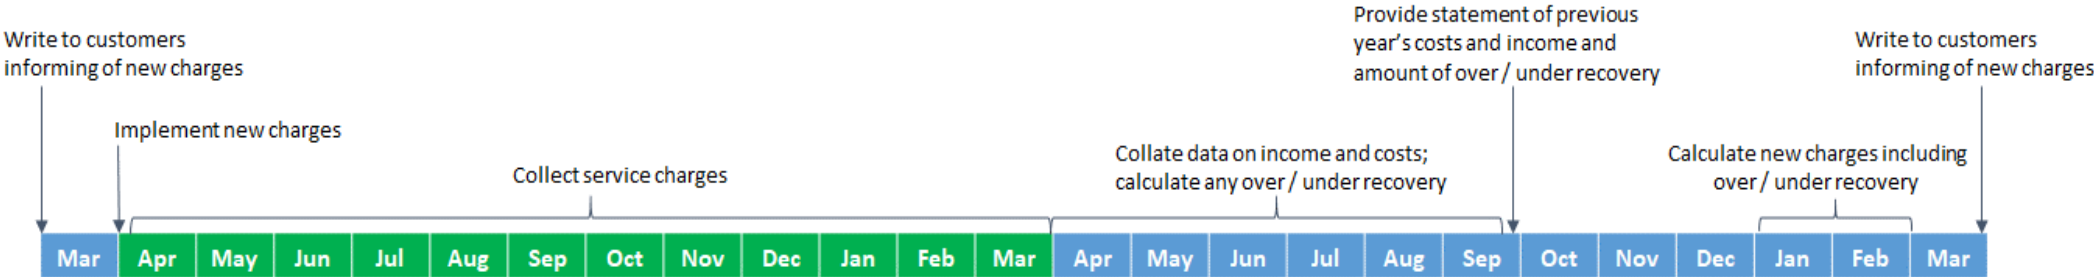 Write to customers
informing of new charges
Implement new charges
Collect service charges
Collate data on income and costs;
calculate any over / under recovery
Provide statement of previous
year's costs and income and
amount of over / under recovery
Calculate new charges including
over / under recovery
Write to customers
informing of new charges
Mar Apr May Jun Jul Aug Sep Oct Nov Dec Jan Feb Mar Apr May Jun Jul Aug Sep Oct Nov Dec Jan Feb Mar